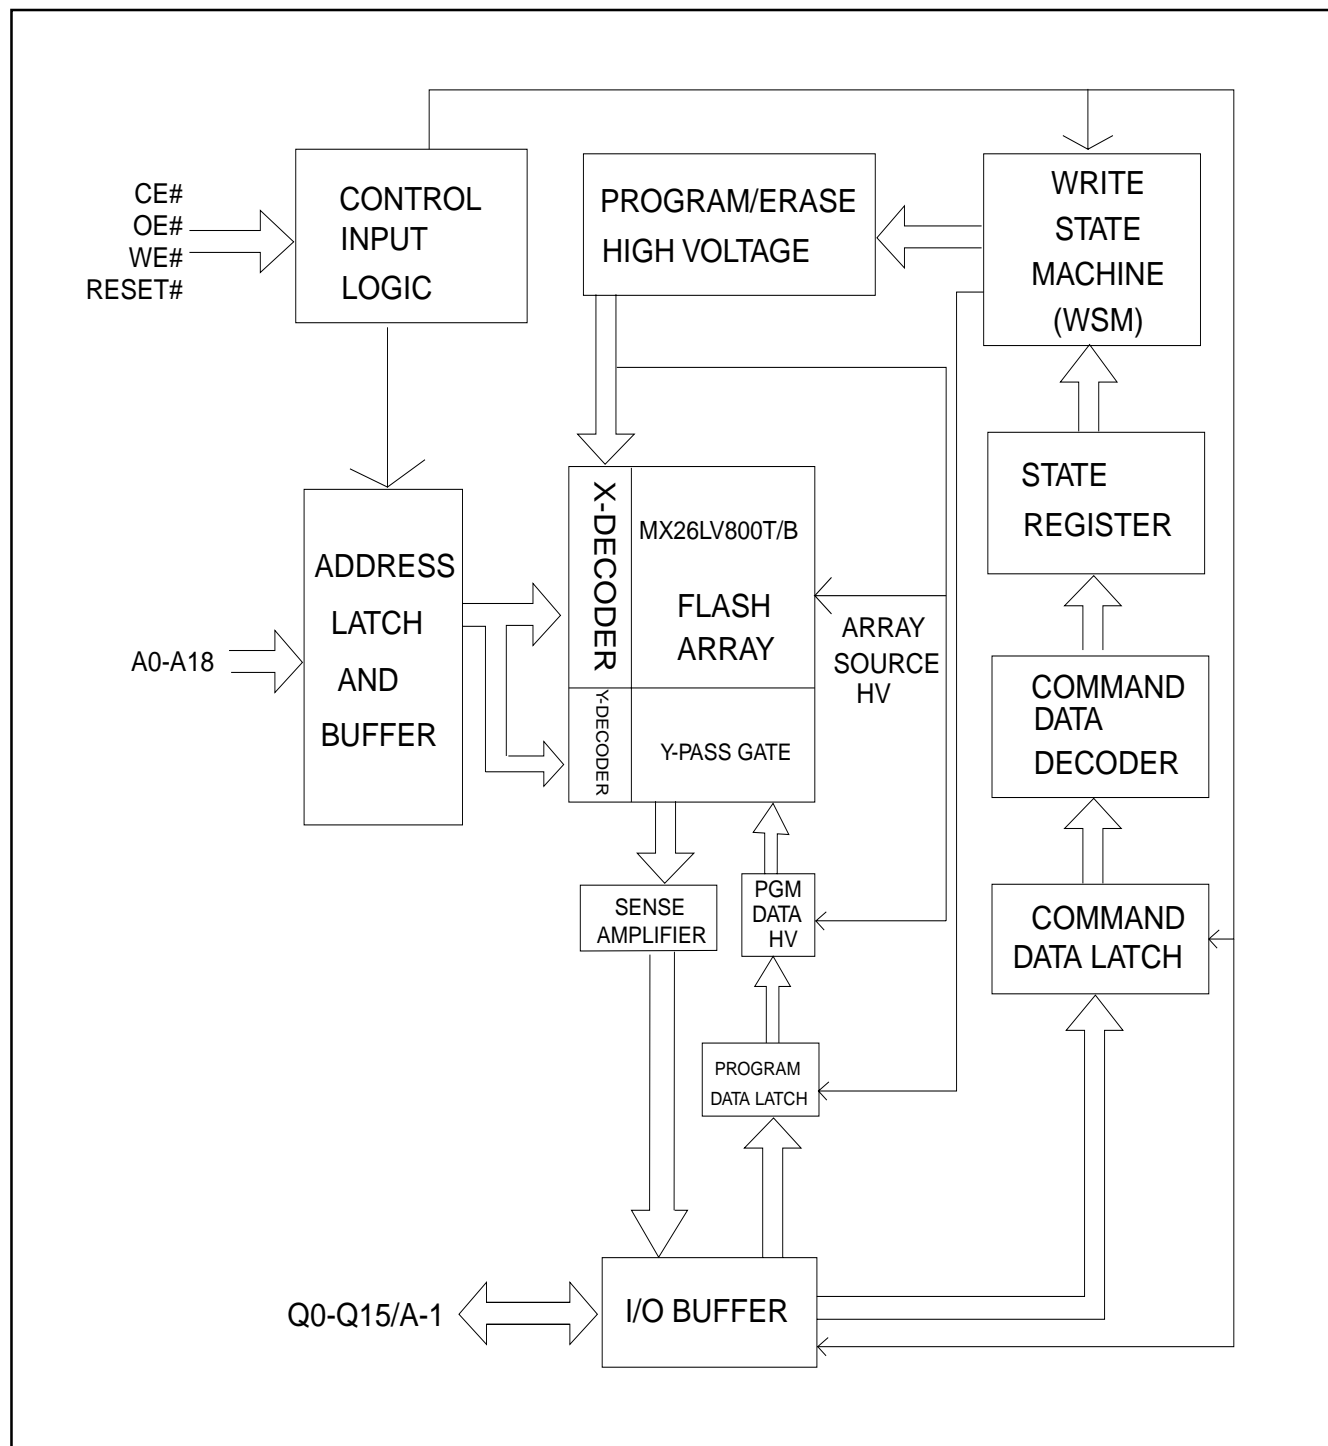 CE#
OE#
WE#
RESET#
CONTROL
INPUT
LOGIC
PROGRAM/ERASE
HIGH VOLTAGE
WRITE
STATE
MACHINE
(WSM)
STATE
REGISTER
X-DECODER
MX26LV800T/B
FLASH
ARRAY
ADDRESS
LATCH
AND
BUFFER
A0-A18
ARRAY
SOURCE
HV
COMMAND
DATA
DECODER
Y-DECODER
Y-PASS GATE
SENSE
AMPLIFIER
PGM
DATA
HV
COMMAND
DATA LATCH
PROGRAM
DATA LATCH
Q0-Q15/A-1
I/O BUFFER